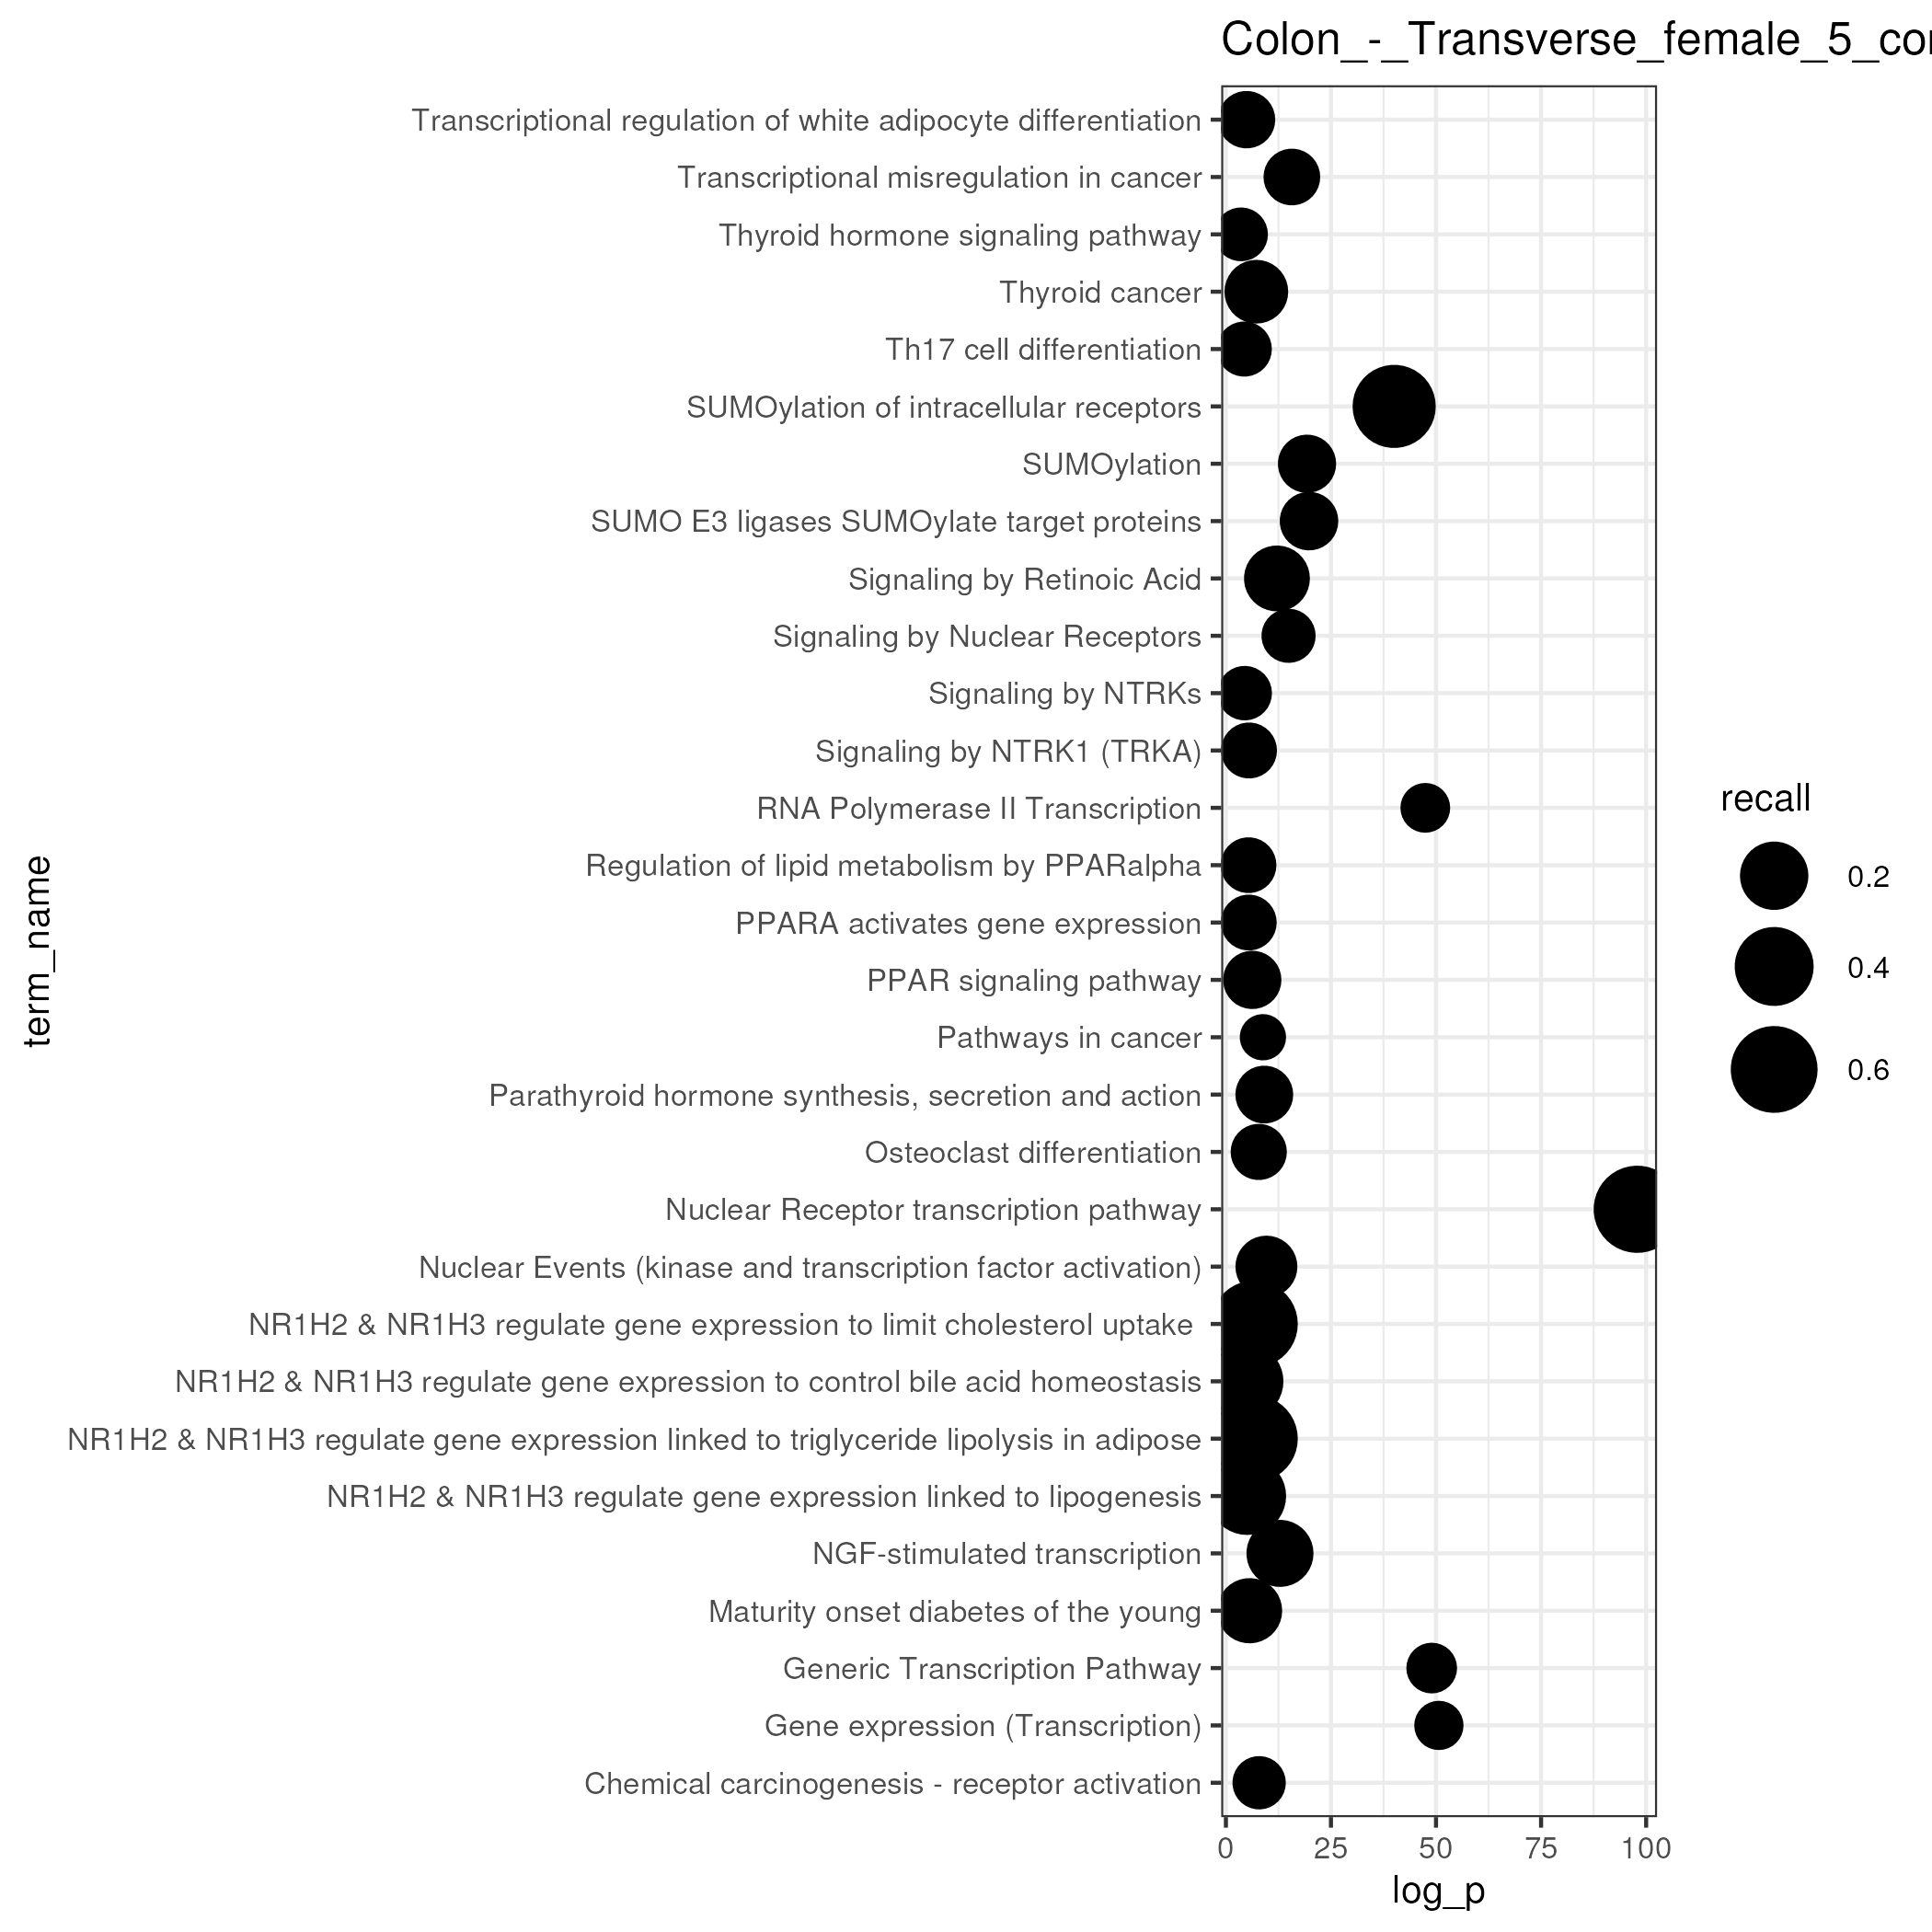 Colon_-_Transverse_female_5_co
Transcriptional regulation of white adipocyte differentiation
Transcriptional misregulation in cancer
Thyroid hormone signaling pathway
Thyroid cancer
Th17 cell differentiation
SUMOylation of intracellular receptors
SUMOylation
SUMO E3 ligases SUMOylate target proteins
Signaling by Retinoic Acid
Signaling by Nuclear Receptors
Signaling by NTRKs
Signaling by NTRK1 (TRKA)
RNA Polymerase II Transcription
Regulation of lipid metabolism by PPARalpha
PPARA activates gene expression
PPAR signaling pathway
Pathways in cancer
Parathyroid hormone synthesis, secretion and action
Osteoclast differentiation
Nuclear Receptor transcription pathway
Nuclear Events (kinase and transcription factor activation)
NR1H2 & NR1H3 regulate gene expression to limit cholesterol uptake
NR1H2 & NR1H3 regulate gene expression to control bile acid homeostasis
NR1H2 & NR1H3 regulate gene expression linked to triglyceride lipolysis in adipose
NR1H2 & NR1H3 regulate gene expression linked to lipogenesis
NGF-stimulated transcription
Maturity onset diabetes of the young
Generic Transcription Pathway
Gene expression (Transcription)
Chemical carcinogenesis - receptor activation
term_name
0 25 50 75 100
log_p
recall
0.2
0.4
0.6